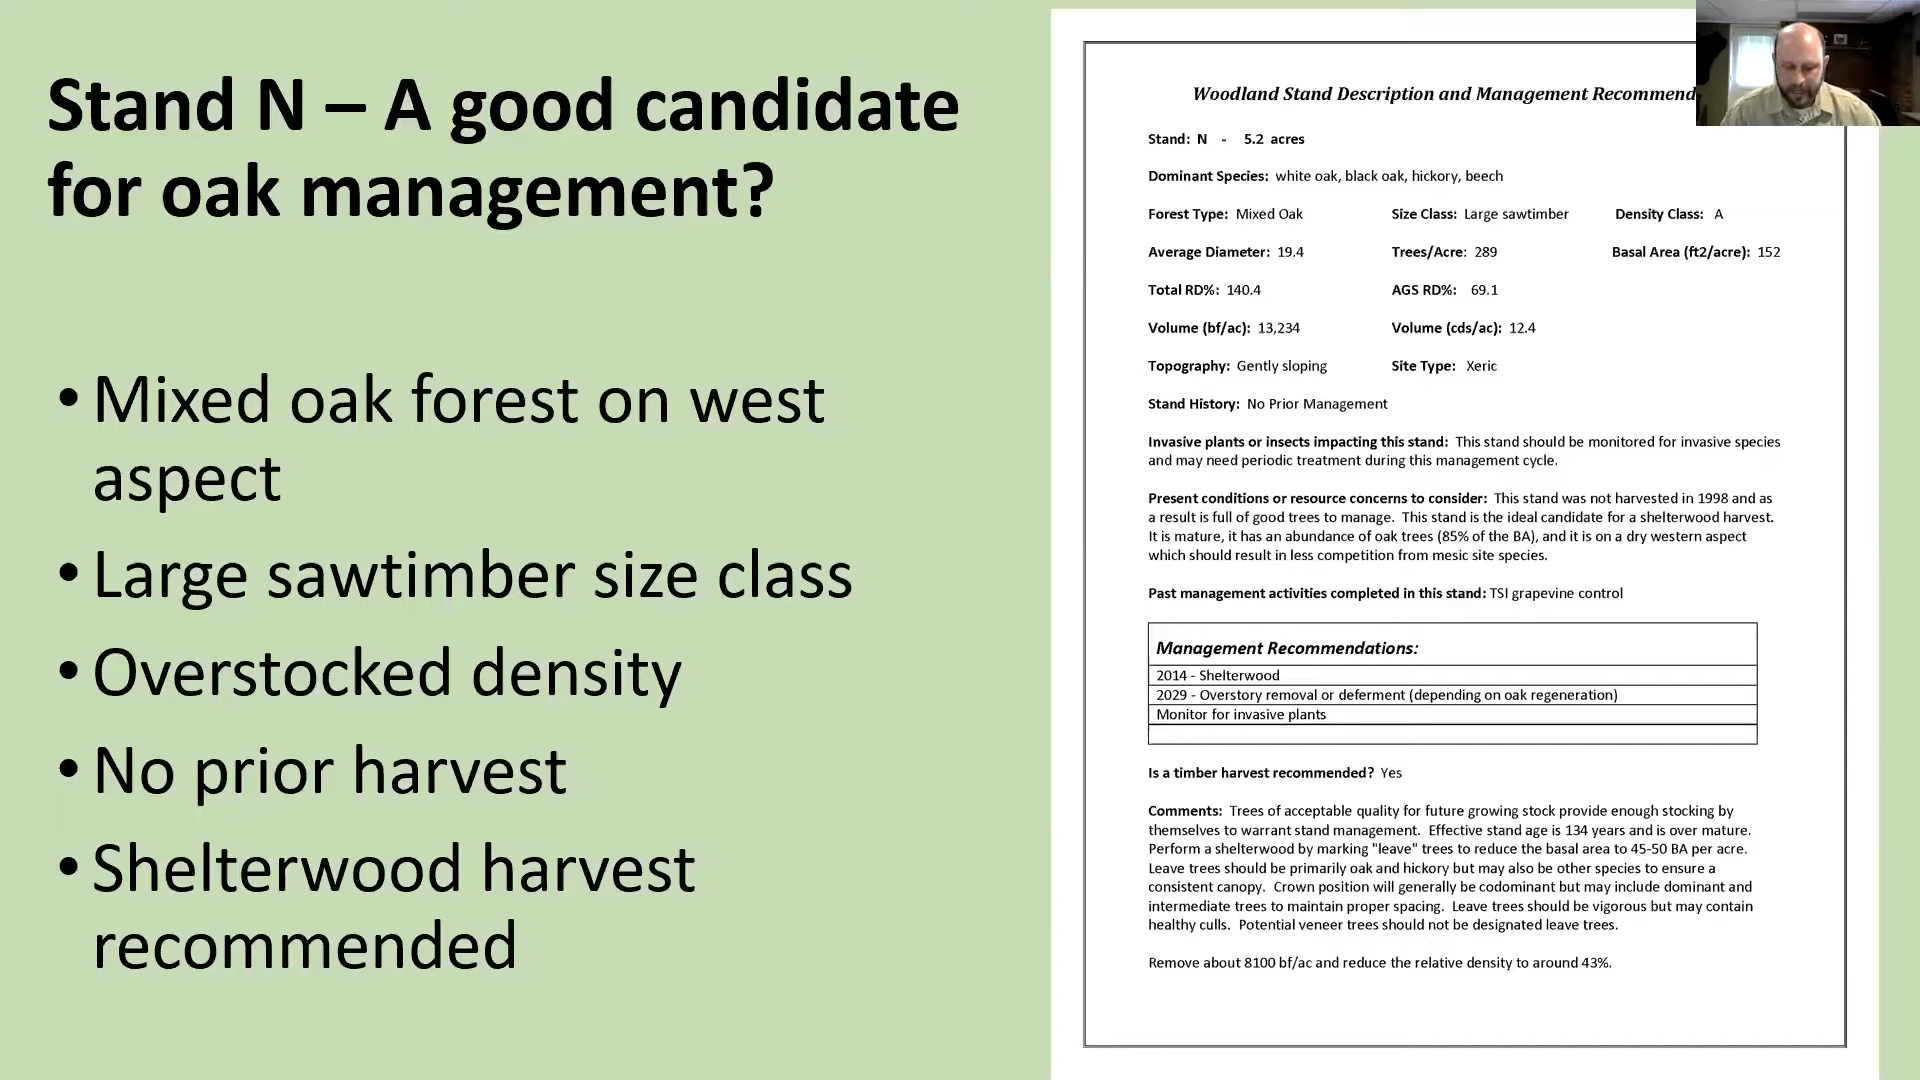 Stand N – A good candidate
for oak management?
• Mixed oak forest on west
aspect
• Large sawtimber size class
• Overstocked density
• No prior harvest
• Shelterwood harvest
recommended
Woodland Stand Description and Management Recommend
Stand: N - 5.2 acres
Dominant Species: white oak, black oak, hickory, beech
Forest Type: Mixed Oak Size Class: Large sawtimber Density Class: A
Average Diameter: 19.4 Trees/Acre: 289 Basal Area (ft2/acre): 152
Total RD%: 140.4 AGS RD%: 69.1
Volume (bf/ac): 13,234 Volume (cds/ac): 12.4
Topography: Gently sloping Site Type: Xeric
Stand History: No Prior Management
Invasive plants or insects impacting this stand: This stand should be monitored for invasive species
and may need periodic treatment during this management cycle.
Present conditions or resource concerns to consider: This stand was not harvested in 1998 and as
a result is full of good trees to manage. This stand is the ideal candidate for a shelterwood harvest.
It is mature, it has an abundance of oak trees (85% of the BA), and it is on a dry western aspect
which should result in less competition from mesic site species.
Past management activities completed in this stand: TSI grapevine control
Management Recommendations:
2014 - Shelterwood
2029 - Overstory removal or deferment (depending on oak regeneration)
Monitor for invasive plants
Is a timber harvest recommended? Yes
Comments: Trees of acceptable quality for future growing stock provide enough stocking by
themselves to warrant stand management. Effective stand age is 134 years and is over mature.
Perform a shelterwood by marking "leave" trees to reduce the basal area to 45-50 BA per acre.
Leave trees should be primarily oak and hickory but may also be other species to ensure a
consistent canopy. Crown position will generally be codominant but may include dominant and
intermediate trees to maintain proper spacing. Leave trees should be vigorous but may contain
healthy culls. Potential veneer trees should not be designated leave trees.
Remove about 8100 bf/ac and reduce the relative density to around 43%.